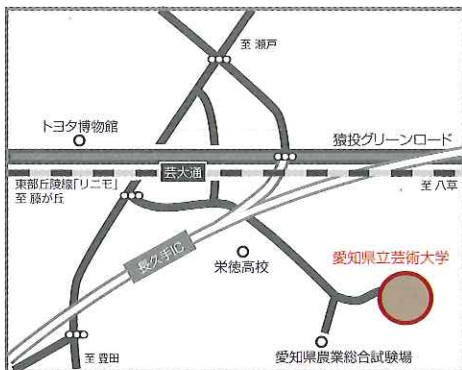 至 瀬戸
トヨタ博物館
猿投グリーンロード
芸大通
東部丘陵線「リニモ」
至 藤が丘
至 八草
長久手IC
栄徳高校
愛知県立芸術大学
愛知県農業総合試験場
至 豊田